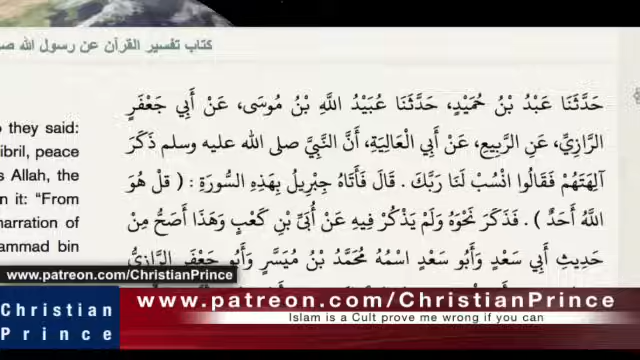 كتاب تفسير القرآن عن رسول الله
حَدَّثَنَا عَبْدُ بْنُ حُمَيْدٍ، حَدَّثَنَا عُبَيْدُ اللَّهِ بْنُ مُوسَى، عَنْ أَبِي جَعْفَرٍ
الرَّازِيِّ، عَنِ الرَّبِيعِ، عَنْ أَبِي الْعَالِيَةِ، أَنَّ النَّبِيَّ صلى الله عليه وسلم ذَكَرَ
آلِهَتَهُمْ فَقَالُوا انْسُبْ لَنَا رَبَّكَ . قَالَ فَأَتَاهُ جِبْرِيلُ بِهَذِهِ السُّورَةِ : ( قلْ هُوَ
اللَّهُ أَحَدٌ ) . فَذَكَرَ نَحْوَهُ وَلَمْ يَذْكُرْ فِيهِ عَنْ أُبَىِّ بْنِ كَعْبٍ وَهَذَا أَصَحُّ مِنْ
حَدِيثِ أَبِي سَعْدٍ وَأَبُو سَعْدٍ اسْمُهُ مُحَمَّدُ بْنُ مُيَسَّرٍ وَأَبُو جَعْفَرٍ الرَّازِيُّ
they said:
ibril, peace
s Allah, the
n it: "From
narration of
ammad bin
www.patreon.com/ChristianPrince
Christian
Prince
www.patreon.com/ChristianPrince
Islam is a Cult prove me wrong if you can